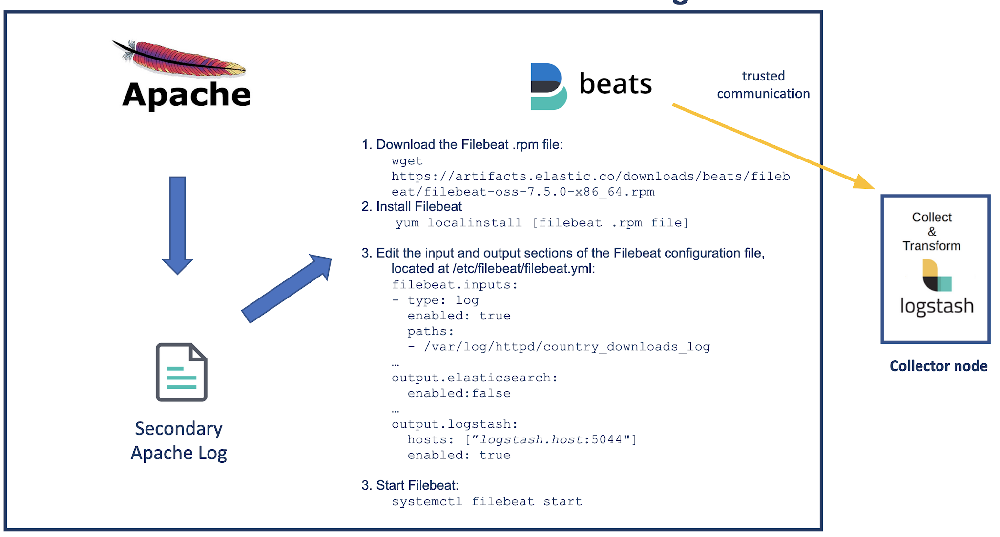 Apache
Secondary
Apache Log
beats
trusted
communication
1. Download the Filebeat .rpm file:
wget
https://artifacts.elastic.co/downloads/beats/fileb
eat/filebeat-oss-7.5.0-x86_64.rpm
2. Install Filebeat
yum localinstall [filebeat .rpm file]
3. Edit the input and output sections of the Filebeat configuration file,
located at /etc/filebeat/filebeat.yml:
filebeat.inputs:
- type: log
enabled: true
paths:
- /var/log/httpd/country_downloads_log
…
output.elasticsearch:
enabled:false
…
output.logstash:
hosts: [”logstash.host:5044"]
enabled: true
3. Start Filebeat:
systemctl filebeat start
Collect
&
Transform
logstash
Collector node